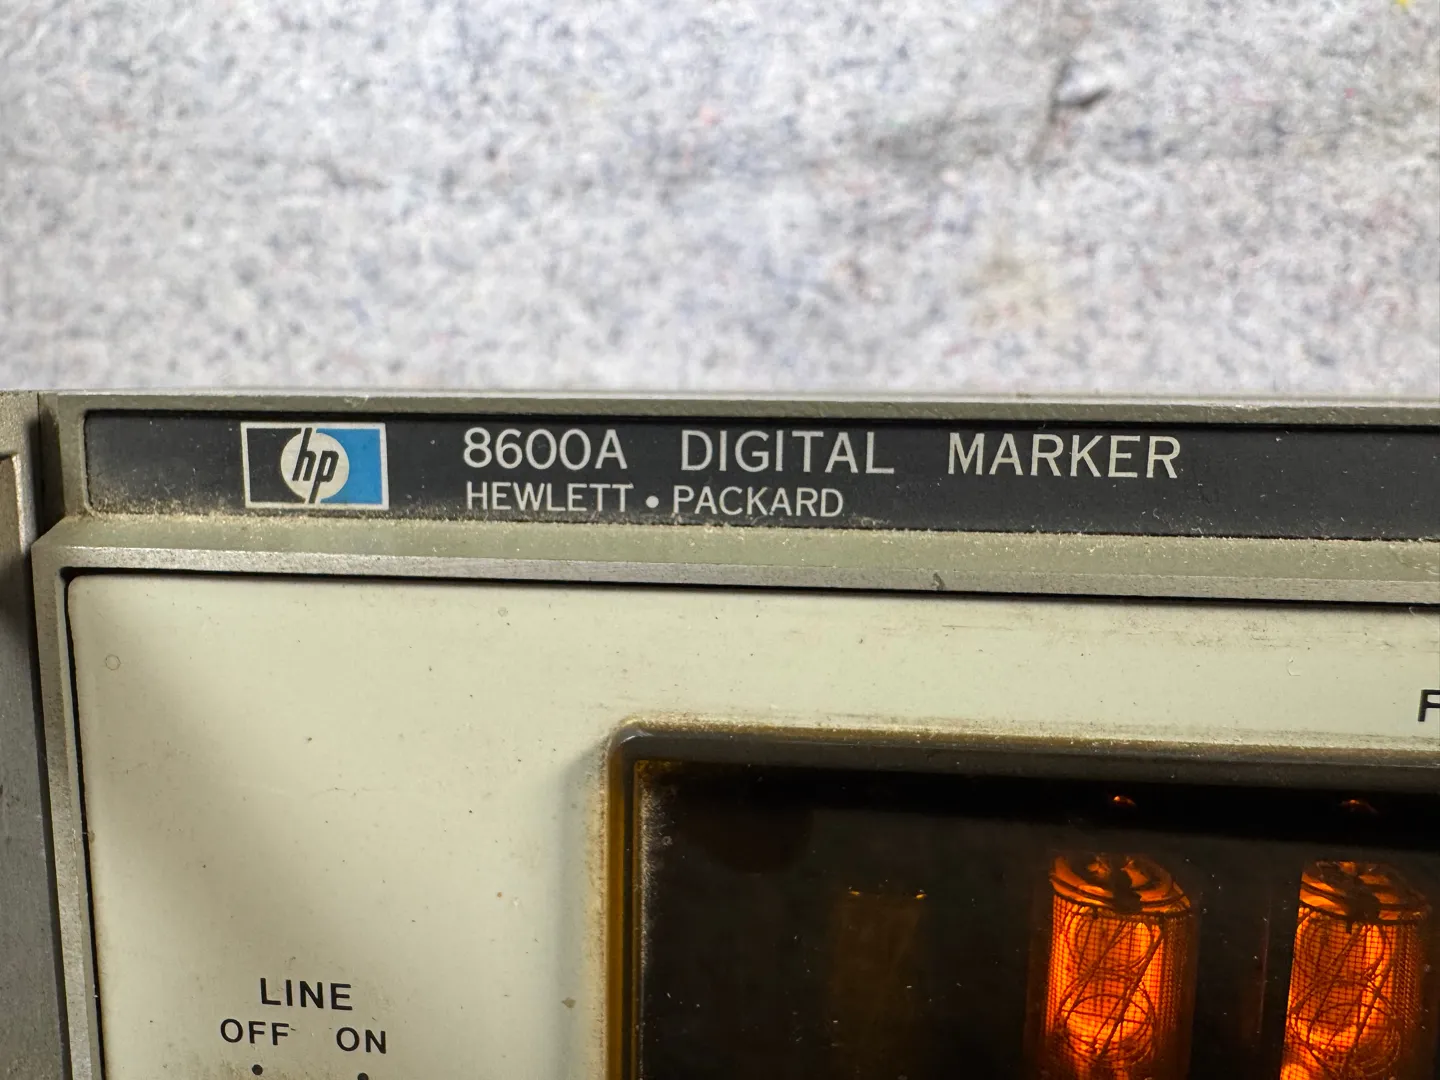 hp
8600A DIGITAL MARKER
HEWLETT • PACKARD
F
LINE
OFF ON